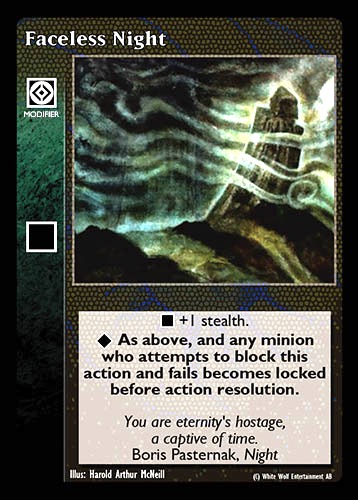 Faceless Night
MODIFIER
+1 stealth.
As above, and any minion
who attempts to block this
action and fails becomes locked
before action resolution.
You are eternity's hostage,
a captive of time.
Boris Pasternak, Night
Illus: Harold Arthur McNeill
(C) White Wolf Entertainment AB